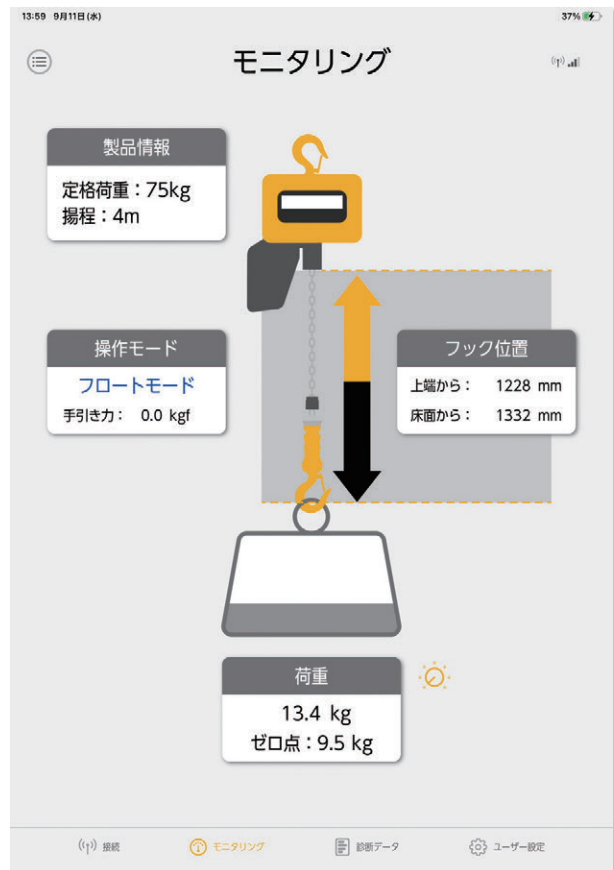 13:59 9月11日(水)
37%
モニタリング
製品情報
定格荷重：75kg
揚程：4m
操作モード
フロートモード
手引き力： 0.0 kgf
フック位置
上端から： 1228 mm
床面から： 1332 mm
荷重
13.4 kg
ゼロ点：9.5 kg
接続
モニタリング
診断データ
ユーザー設定